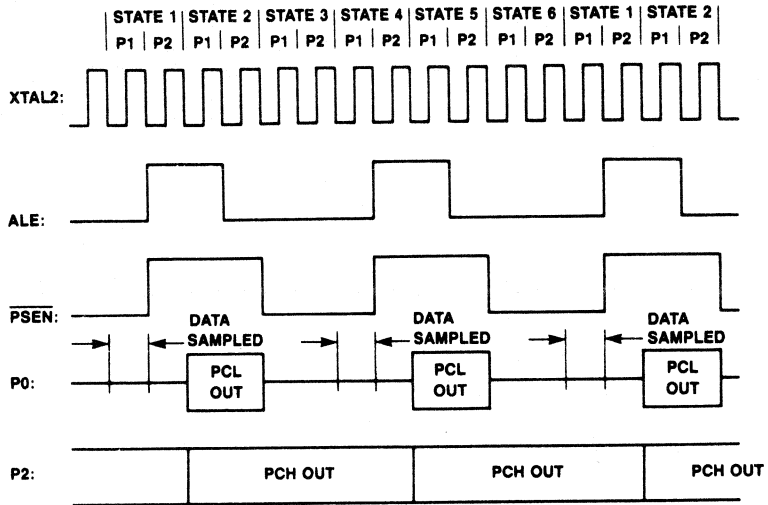 STATE 1 STATE 2 STATE 3 STATE 4 STATE 5 STATE 6 STATE 1 STATE 2
P1 P2 P1 P2 P1 P2 P1 P2 P1 P2 P1 P2 P1 P2 P1 P2
XTAL2:
ALE:
PSEN:
DATA SAMPLED
DATA SAMPLED
DATA SAMPLED
P0:
PCL OUT
PCL OUT
PCL OUT
P2:
PCH OUT
PCH OUT
PCH OUT